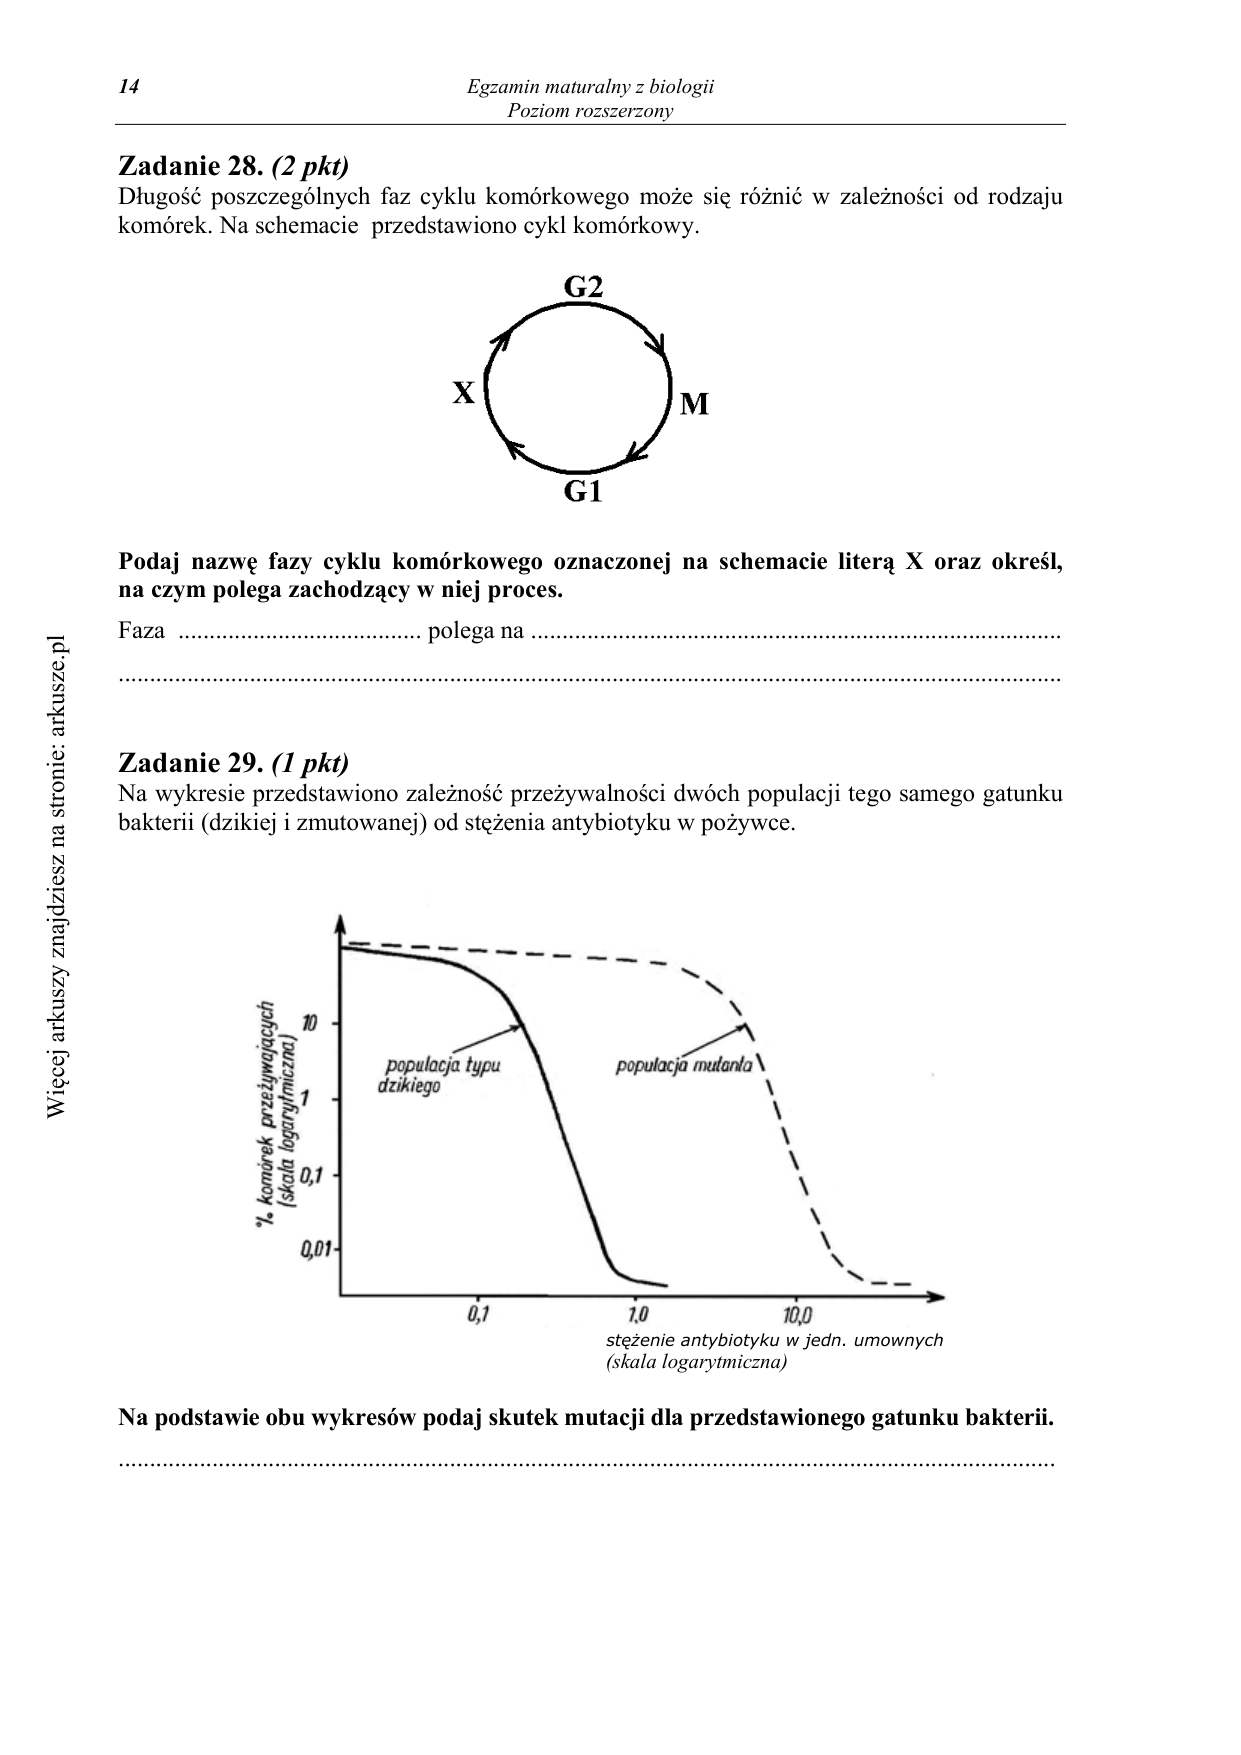 14
Egzamin maturalny z biologii
Poziom rozszerzony
Zadanie 28. (2 pkt)
Długość poszczególnych faz cyklu komórkowego może się różnić w zależności od rodzaju
komórek. Na schemacie przedstawiono cykl komórkowy.
G2
X
M
G1
Podaj nazwę fazy cyklu komórkowego oznaczonej na schemacie literą X oraz określ,
na czym polega zachodzący w niej proces.
Faza ....................................... polega na .....................................................................................
.......................................................................................................................................................
Zadanie 29. (1 pkt)
Na wykresie przedstawiono zależność przeżywalności dwóch populacji tego samego gatunku
bakterii (dzikiej i zmutowanej) od stężenia antybiotyku w pożywce.
% komórek przeżywających
(skala logarytmiczna)
10
1
0,1
0,01
populacja typu
dzikiego
populacja mutanta
0,1
1,0
10,0
stężenie antybiotyku w jedn. umownych
(skala logarytmiczna)
Na podstawie obu wykresów podaj skutek mutacji dla przedstawionego gatunku bakterii.
......................................................................................................................................................
Więcej arkuszy znajdziesz na stronie: arkusze.pl